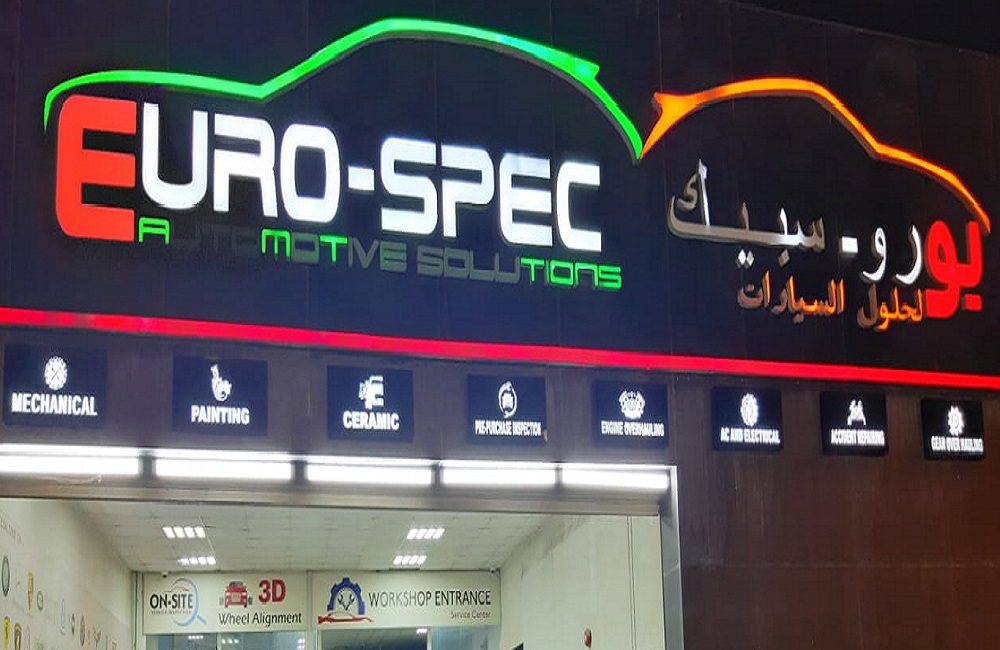 EURO-SPEC
AUTOMOTIVE SOLUTIONS
يورو-سبيك
لحلول السيارات
MECHANICAL
PAINTING
CERAMIC
PRE-PURCHASE INSPECTION
ENGINE OVERHAULING
AC AND ELECTRICAL
ACCIDENT REPAIRING
GEAR OVER HAULING
ON-SITE
3D
Wheel Alignment
WORKSHOP ENTRANCE
Service Center